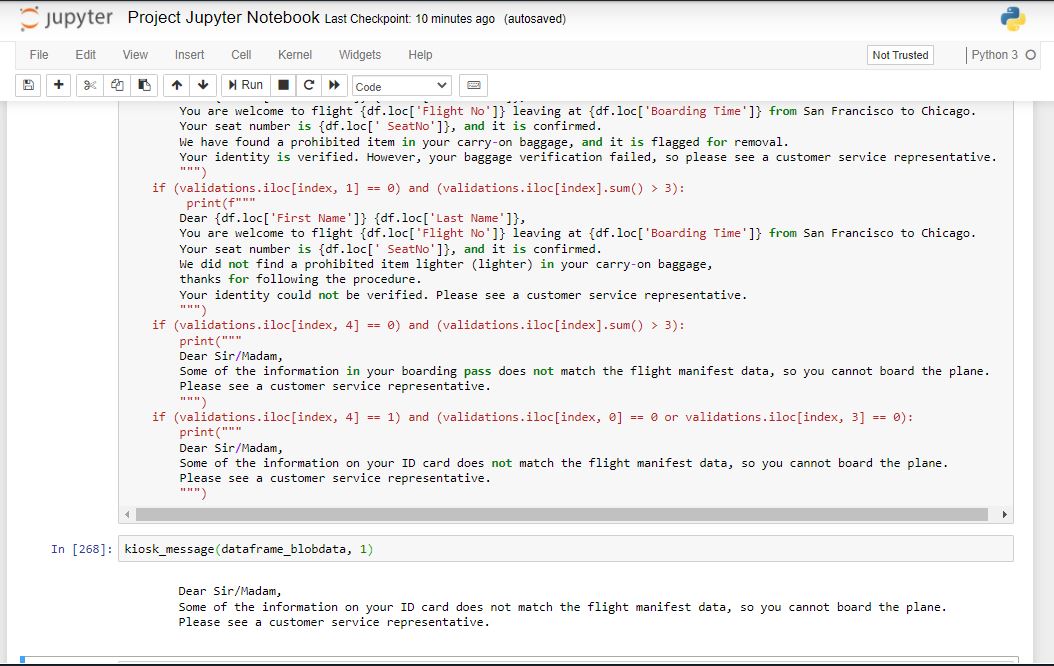 jupyter Project Jupyter Notebook Last Checkpoint: 10 minutes ago (autosaved)
File Edit View Insert Cell Kernel Widgets Help Not Trusted Python 3
Run Code
You are welcome to flight {df.loc['Flight No']} leaving at {df.loc['Boarding Time']} from San Francisco to Chicago.
Your seat number is {df.loc[' SeatNo']}, and it is confirmed.
We have found a prohibited item in your carry-on baggage, and it is flagged for removal.
Your identity is verified. However, your baggage verification failed, so please see a customer service representative.
""")
if (validations.iloc[index, 1] == 0) and (validations.iloc[index].sum() > 3):
print(f"""
Dear {df.loc['First Name']} {df.loc['Last Name']},
You are welcome to flight {df.loc['Flight No']} leaving at {df.loc['Boarding Time']} from San Francisco to Chicago.
Your seat number is {df.loc[' SeatNo']}, and it is confirmed.
We did not find a prohibited item lighter (lighter) in your carry-on baggage,
thanks for following the procedure.
Your identity could not be verified. Please see a customer service representative.
""")
if (validations.iloc[index, 4] == 0) and (validations.iloc[index].sum() > 3):
print("""
Dear Sir/Madam,
Some of the information in your boarding pass does not match the flight manifest data, so you cannot board the plane.
Please see a customer service representative.
""")
if (validations.iloc[index, 4] == 1) and (validations.iloc[index, 0] == 0 or validations.iloc[index, 3] == 0):
print("""
Dear Sir/Madam,
Some of the information on your ID card does not match the flight manifest data, so you cannot board the plane.
Please see a customer service representative.
""")
In [268]: kiosk_message(dataframe_blobdata, 1)
Dear Sir/Madam,
Some of the information on your ID card does not match the flight manifest data, so you cannot board the plane.
Please see a customer service representative.